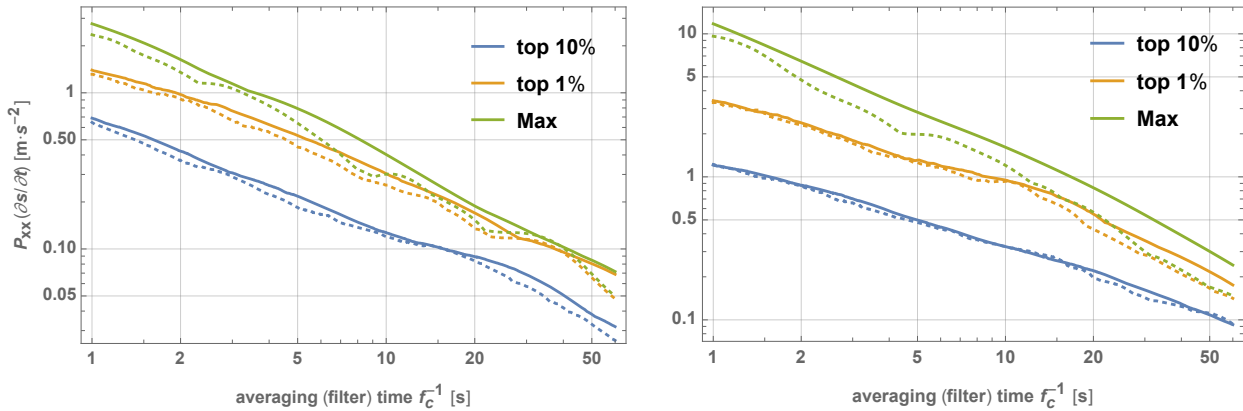 top 10%
top 1%
Max
1
0.50
0.10
0.05
P_xx(∂s/∂t) [m·s⁻²]
1 2 5 10 20 50
averaging (filter) time f_c⁻¹ [s]
top 10%
top 1%
Max
10
5
1
0.5
0.1
1 2 5 10 20 50
averaging (filter) time f_c⁻¹ [s]